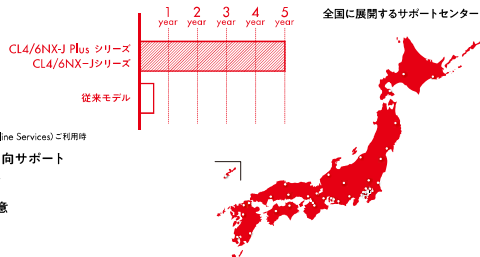 1 2 3 4 5
year year year year year
全国に展開するサポートセンター
CL4/6NX-J Plus シリーズ
CL4/6NX-Jシリーズ
従来モデル
line Services）ご利用時
向サポート
意